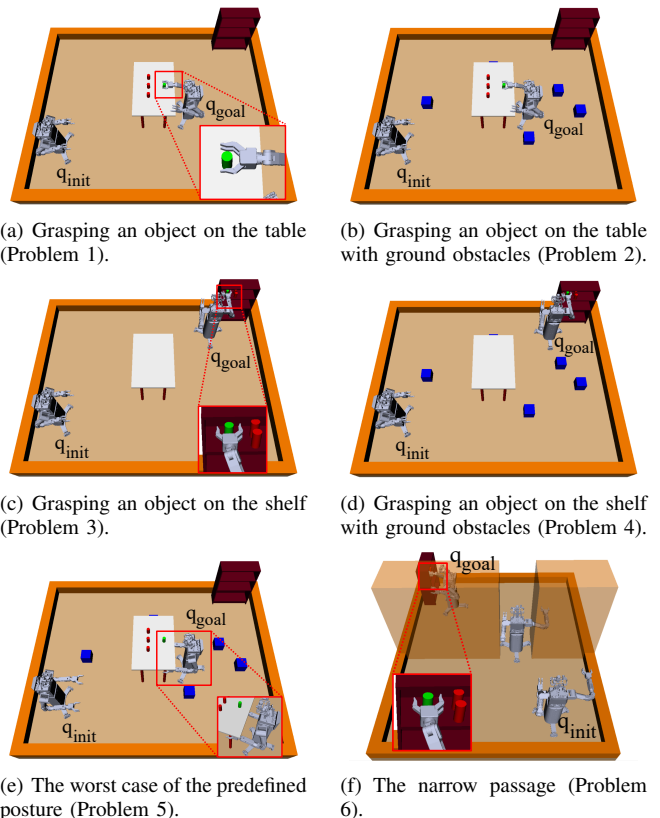 q_goal
q_init
(a) Grasping an object on the table
(Problem 1).
q_goal
q_init
(b) Grasping an object on the table
with ground obstacles (Problem 2).
q_goal
q_init
(c) Grasping an object on the shelf
(Problem 3).
q_goal
q_init
(d) Grasping an object on the shelf
with ground obstacles (Problem 4).
q_goal
q_init
(e) The worst case of the predefined
posture (Problem 5).
q_goal
q_init
(f) The narrow passage (Problem
6).